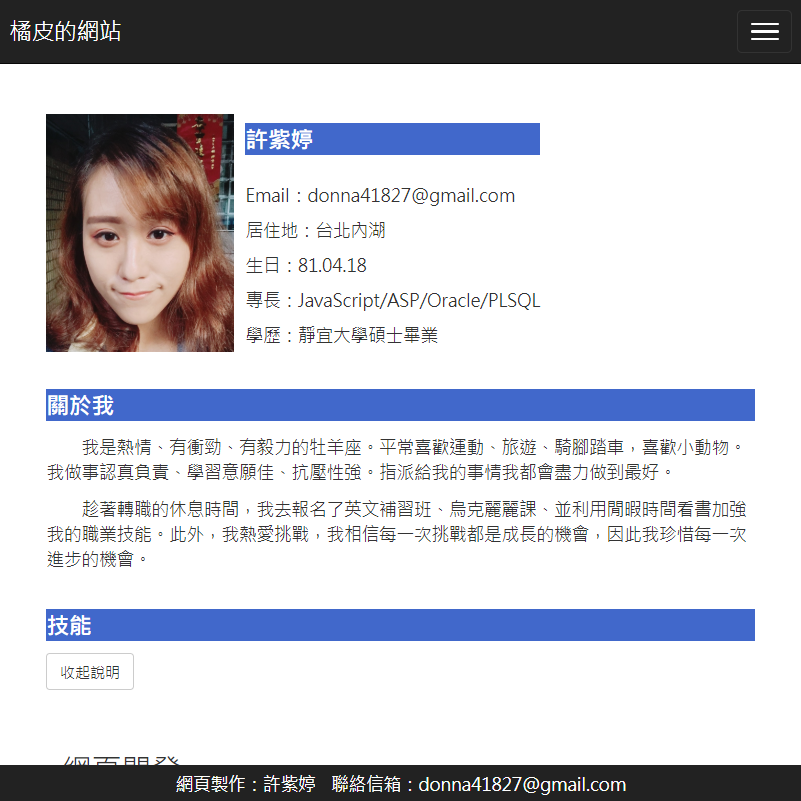 橘皮的網站
許紫婷
Email：donna41827@gmail.com
居住地：台北內湖
生日：81.04.18
專長：JavaScript/ASP/Oracle/PLSQL
學歷：靜宜大學碩士畢業
關於我
我是熱情、有衝勁、有毅力的牡羊座。平常喜歡運動、旅遊、騎腳踏車，喜歡小動物。
我做事認真負責、學習意願佳、抗壓性強。指派給我的事情我都會盡力做到最好。
趁著轉職的休息時間，我去報名了英文補習班、烏克麗麗課、並利用閒暇時間看書加強
我的職業技能。此外，我熱愛挑戰，我相信每一次挑戰都是成長的機會，因此我珍惜每一次
進步的機會。
技能
收起說明
網頁開發
網頁製作：許紫婷 聯絡信箱：donna41827@gmail.com